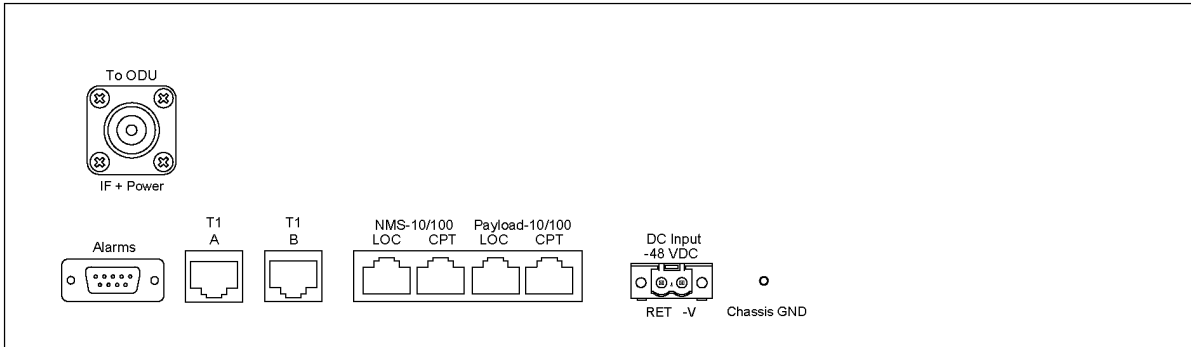 To ODU
IF + Power
Alarms
T1
A
T1
B
NMS-10/100
LOC CPT
Payload-10/100
LOC CPT
DC Input
-48 VDC
RET -V
Chassis GND